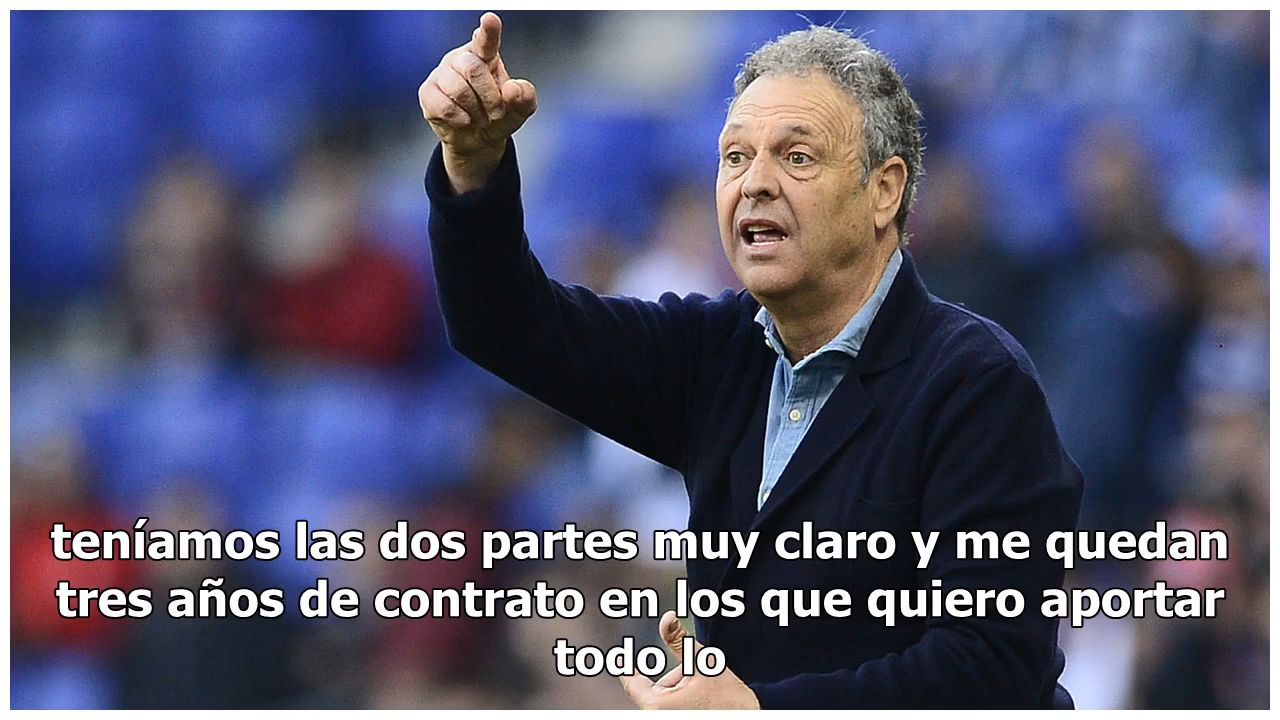 teníamos las dos partes muy claro y me quedan
tres años de contrato en los que quiero aportar
todo lo